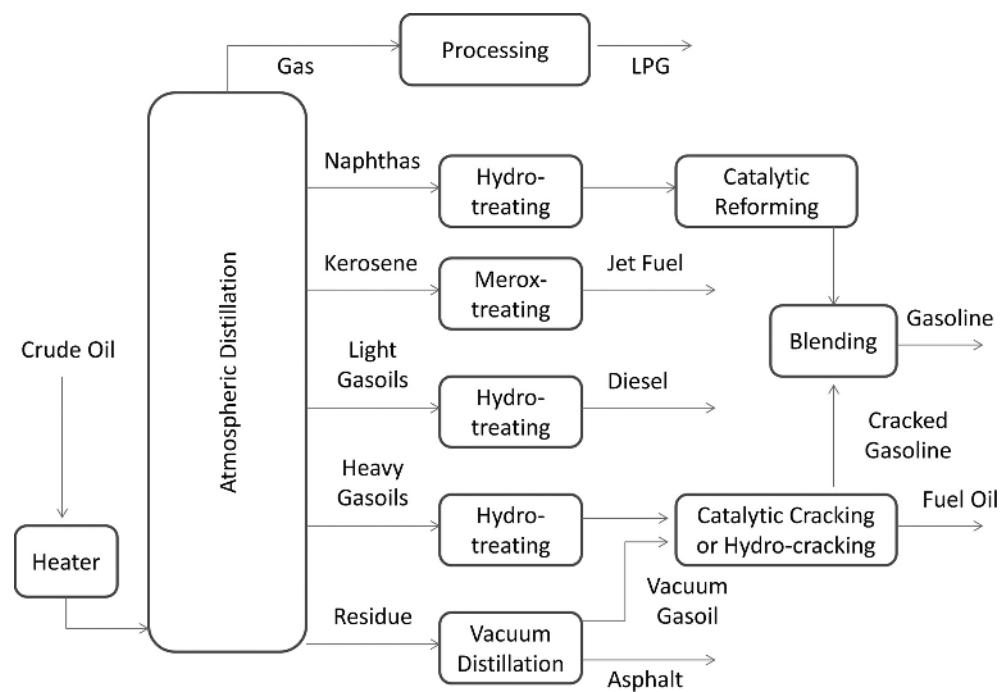 Processing
Gas
LPG
Naphthas
Hydro-
treating
Catalytic
Reforming
Kerosene
Merox-
treating
Jet Fuel
Atmospheric Distillation
Blending
Gasoline
Crude Oil
Light
Gasoils
Hydro-
treating
Diesel
Cracked
Gasoline
Heavy
Gasoils
Hydro-
treating
Catalytic Cracking
or Hydro-cracking
Fuel Oil
Heater
Vacuum
Gasoil
Residue
Vacuum
Distillation
Asphalt